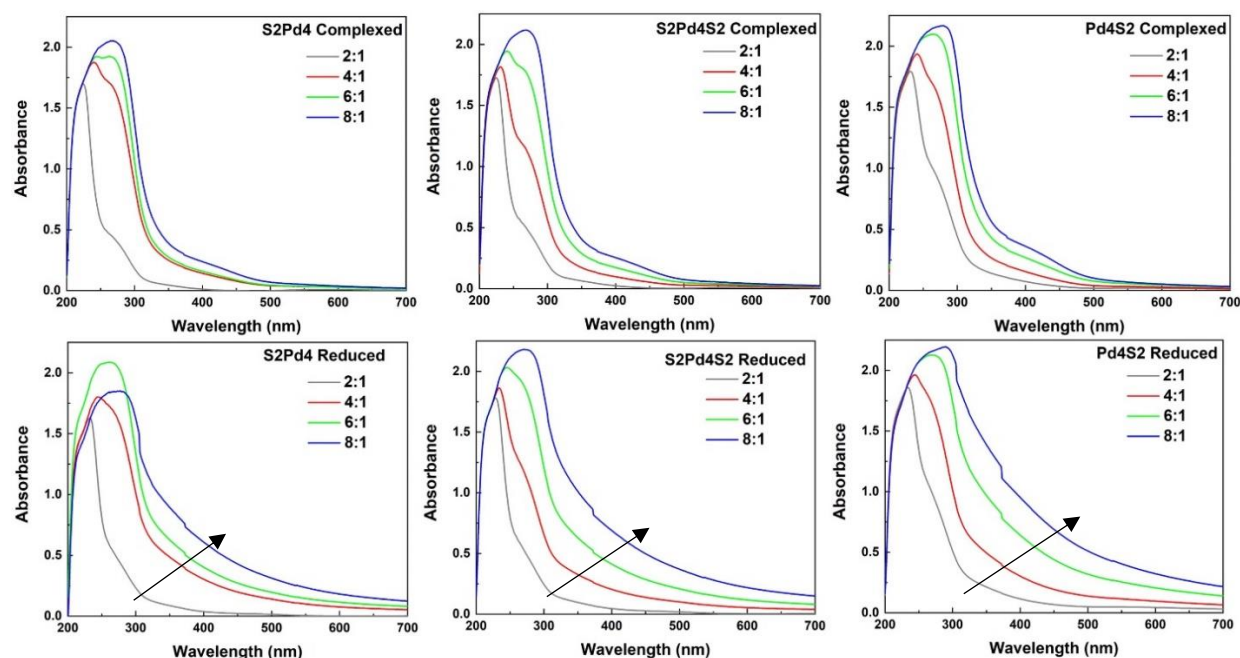 S2Pd4 Complexed
2:1
4:1
6:1
8:1
Absorbance
2.0
1.5
1.0
0.5
0.0
200 300 400 500 600 700
Wavelength (nm)
S2Pd4S2 Complexed
2:1
4:1
6:1
8:1
Absorbance
2.0
1.5
1.0
0.5
0.0
200 300 400 500 600 700
Wavelength (nm)
Pd4S2 Complexed
2:1
4:1
6:1
8:1
Absorbance
2.0
1.5
1.0
0.5
0.0
200 300 400 500 600 700
Wavelength (nm)
S2Pd4 Reduced
2:1
4:1
6:1
8:1
Absorbance
2.0
1.5
1.0
0.5
0.0
200 300 400 500 600 700
Wavelength (nm)
S2Pd4S2 Reduced
2:1
4:1
6:1
8:1
Absorbance
2.0
1.5
1.0
0.5
0.0
200 300 400 500 600 700
Wavelength (nm)
Pd4S2 Reduced
2:1
4:1
6:1
8:1
Absorbance
2.0
1.5
1.0
0.5
0.0
200 300 400 500 600 700
Wavelength (nm)